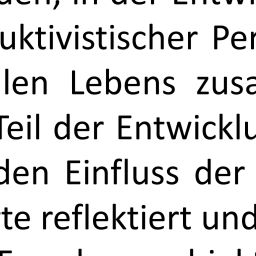 den, in der Entw
uktivistischer Per
len Lebens zusa
Teil der Entwicklu
den Einfluss der
te reflektiert und